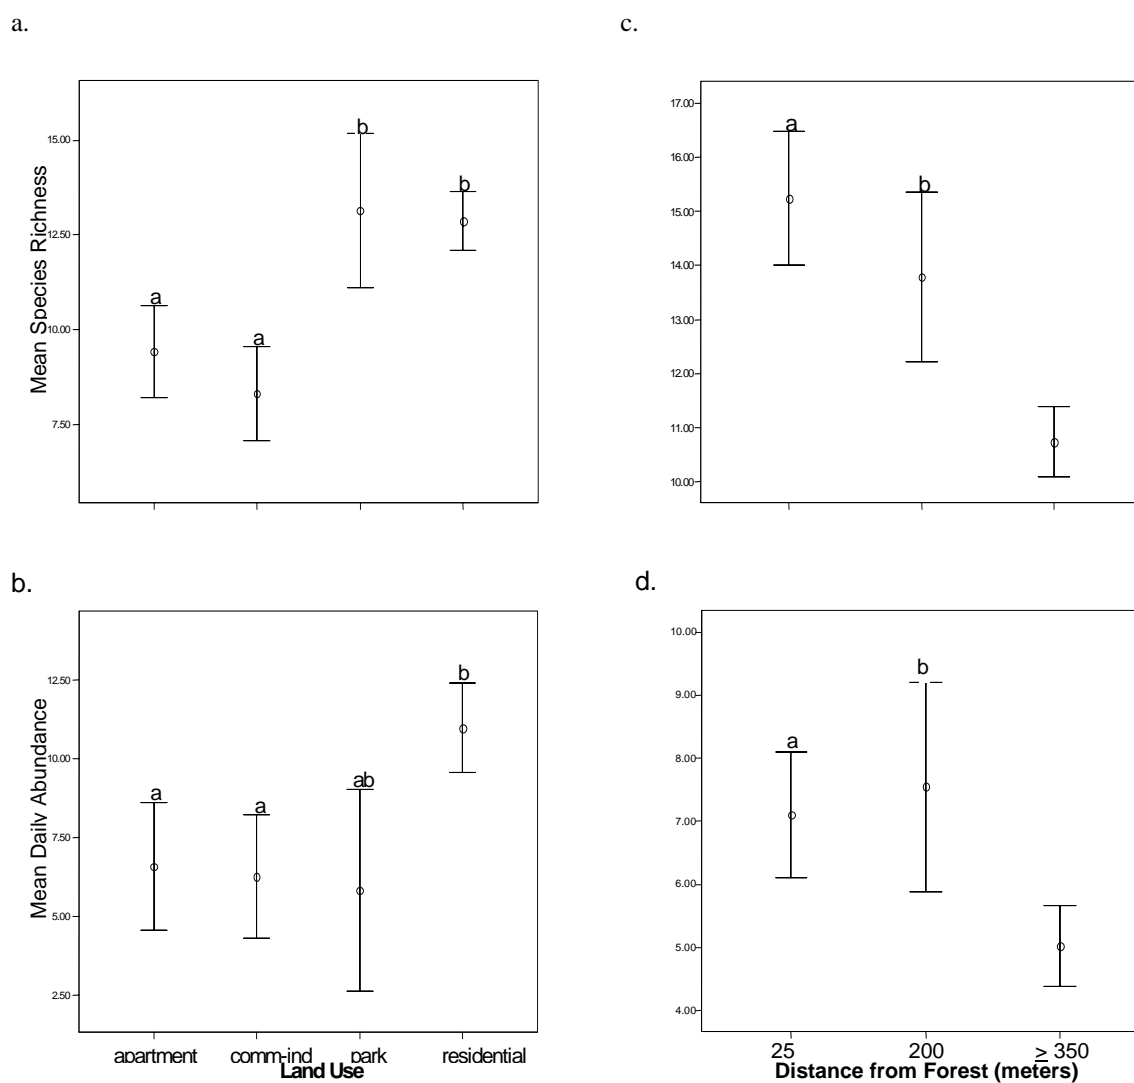 a.
Mean Species Richness
15.00
12.50
10.00
7.50
a
a
b
b
c.
17.00
16.00
15.00
14.00
13.00
12.00
11.00
10.00
a
b
b.
Mean Daily Abundance
12.50
10.00
7.50
5.00
2.50
a
a
ab
b
apartment comm-ind park residential
Land Use
d.
10.00
9.00
8.00
7.00
6.00
5.00
4.00
a
b
25 200 ≥ 350
Distance from Forest (meters)